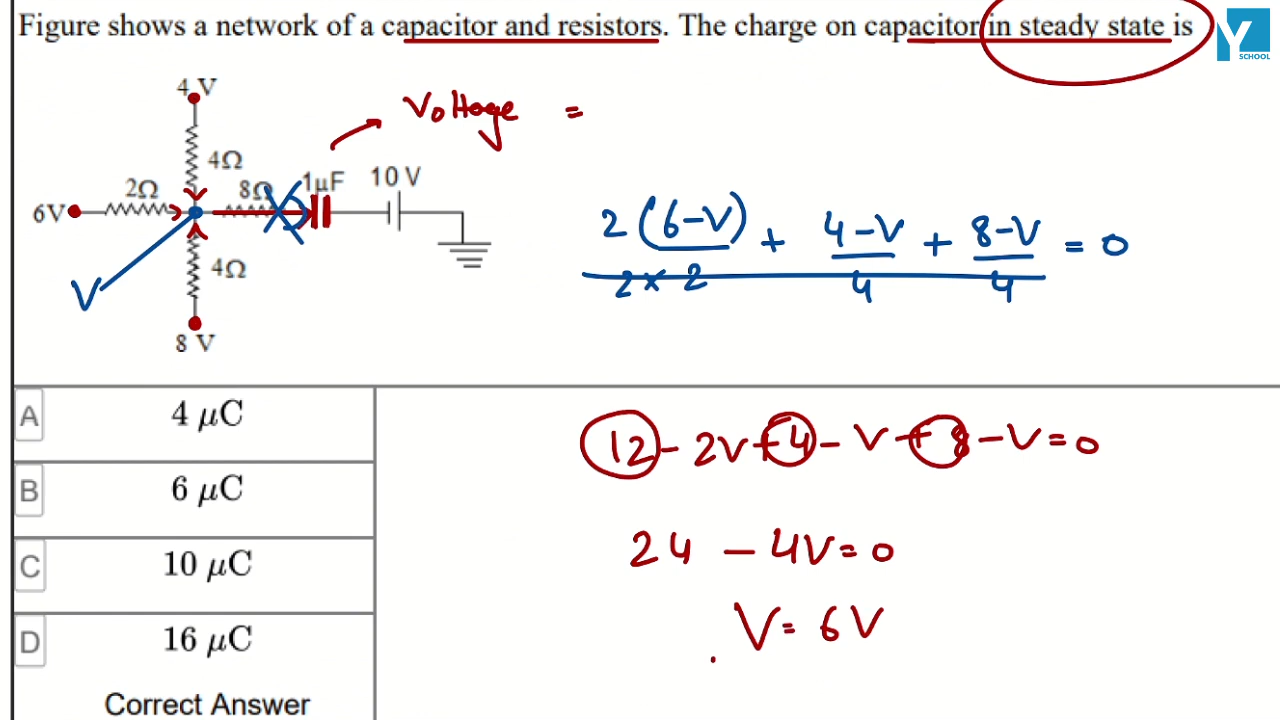 Figure shows a network of a capacitor and resistors. The charge on capacitor in steady state is
Y
SCHOOL
4 V
4Ω
2Ω
8Ω
1μF
10 V
6V
4Ω
V
8 V
Voltage =
2(6-V) + 4-V + 8-V = 0
2×2 4 4
A 4 μC
B 6 μC
C 10 μC
D 16 μC
Correct Answer
12 - 2V + 4 - V + 8 - V = 0
24 - 4V = 0
V = 6V